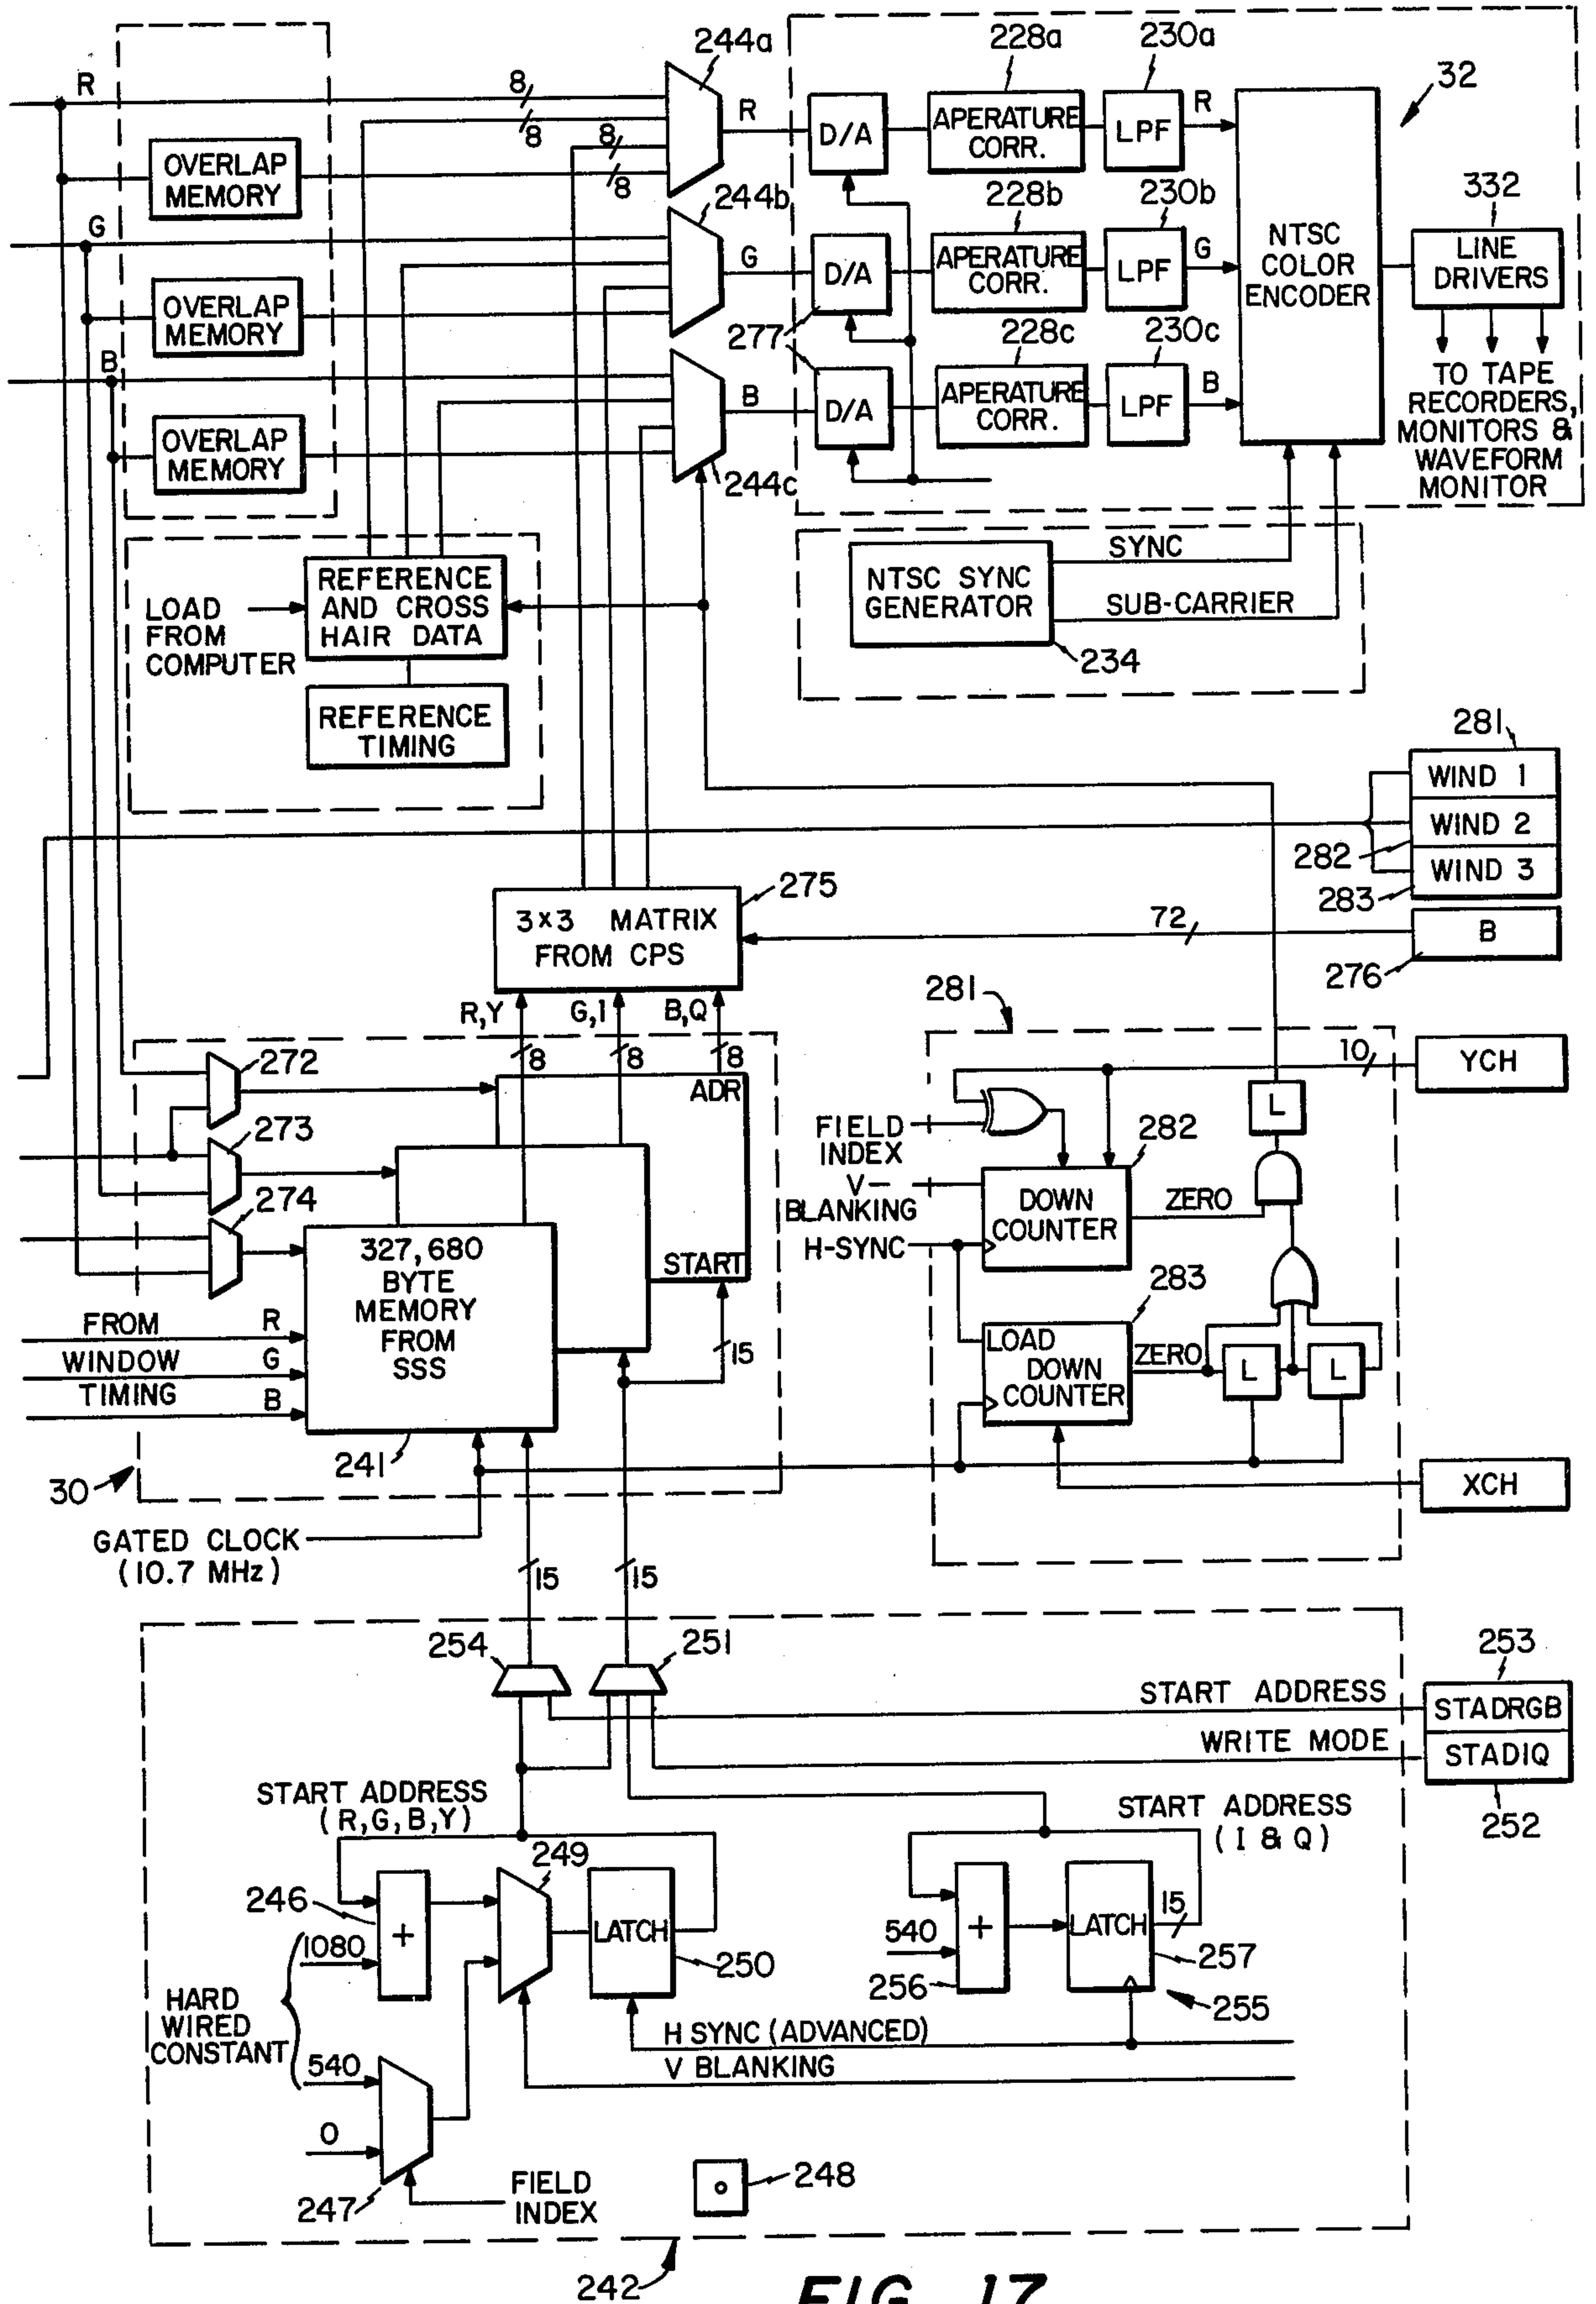 244a
228a
230a
R
8
8
8
8
R
D/A
APERATURE
CORR.
LPF
R
32
OVERLAP
MEMORY
244b
228b
230b
332
G
G
D/A
APERATURE
CORR.
LPF
G
NTSC
COLOR
ENCODER
LINE
DRIVERS
OVERLAP
MEMORY
277
228c
230c
B
B
D/A
APERATURE
CORR.
LPF
B
TO TAPE
RECORDERS,
MONITORS &
WAVEFORM
MONITOR
OVERLAP
MEMORY
244c
REFERENCE
AND CROSS
HAIR DATA
LOAD
FROM
COMPUTER
NTSC SYNC
GENERATOR
SYNC
SUB-CARRIER
234
REFERENCE
TIMING
281
WIND 1
WIND 2
282
WIND 3
283
275
3×3 MATRIX
FROM CPS
72
B
276
R,Y
G,I
B,Q
281
8
8
8
10
YCH
272
ADR
L
273
FIELD
INDEX
282
V-
BLANKING
DOWN
COUNTER
ZERO
274
H-SYNC
START
327,680
BYTE
MEMORY
FROM
SSS
283
FROM
R
WINDOW
G
TIMING
B
15
LOAD
DOWN
COUNTER
ZERO
L
L
241
30
XCH
GATED CLOCK
(10.7 MHz)
15
15
254
251
253
START ADDRESS
STADRGB
WRITE MODE
STADIQ
252
START ADDRESS
(R,G,B,Y)
START ADDRESS
(I & Q)
249
246
+
LATCH
250
1080
540
+
LATCH
15
256
257
255
HARD
WIRED
CONSTANT
H SYNC (ADVANCED)
V BLANKING
540
0
247
FIELD
INDEX
248
242
FIG. 17